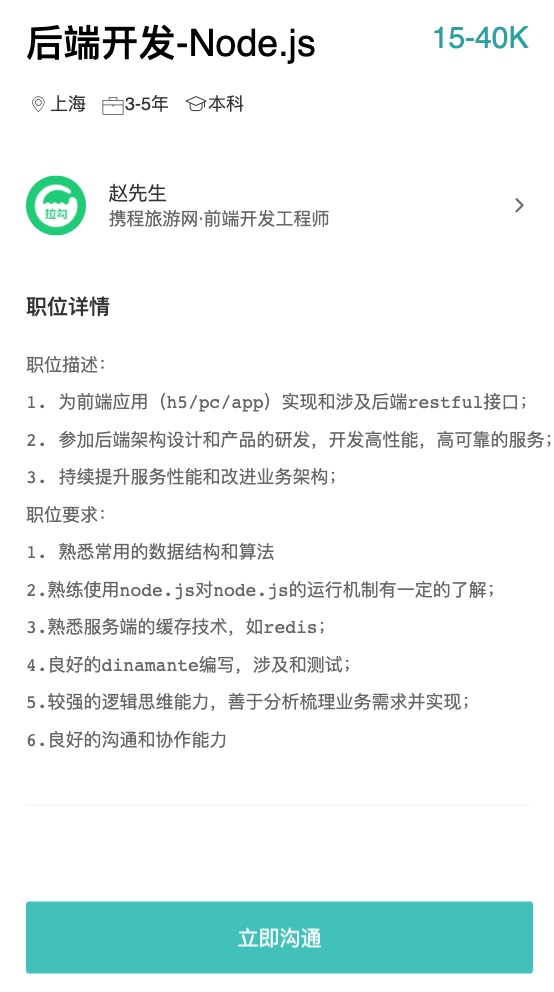 后端开发-Node.js
15-40K
上海 3-5年 本科
拉勾
赵先生
携程旅游网·前端开发工程师
职位详情
职位描述：
1. 为前端应用（h5/pc/app）实现和涉及后端restful接口；
2. 参加后端架构设计和产品的研发，开发高性能，高可靠的服务；
3. 持续提升服务性能和改进业务架构；
职位要求：
1. 熟悉常用的数据结构和算法
2.熟练使用node.js对node.js的运行机制有一定的了解；
3.熟悉服务端的缓存技术，如redis；
4.良好的dinamante编写，涉及和测试；
5.较强的逻辑思维能力，善于分析梳理业务需求并实现；
6.良好的沟通和协作能力
立即沟通